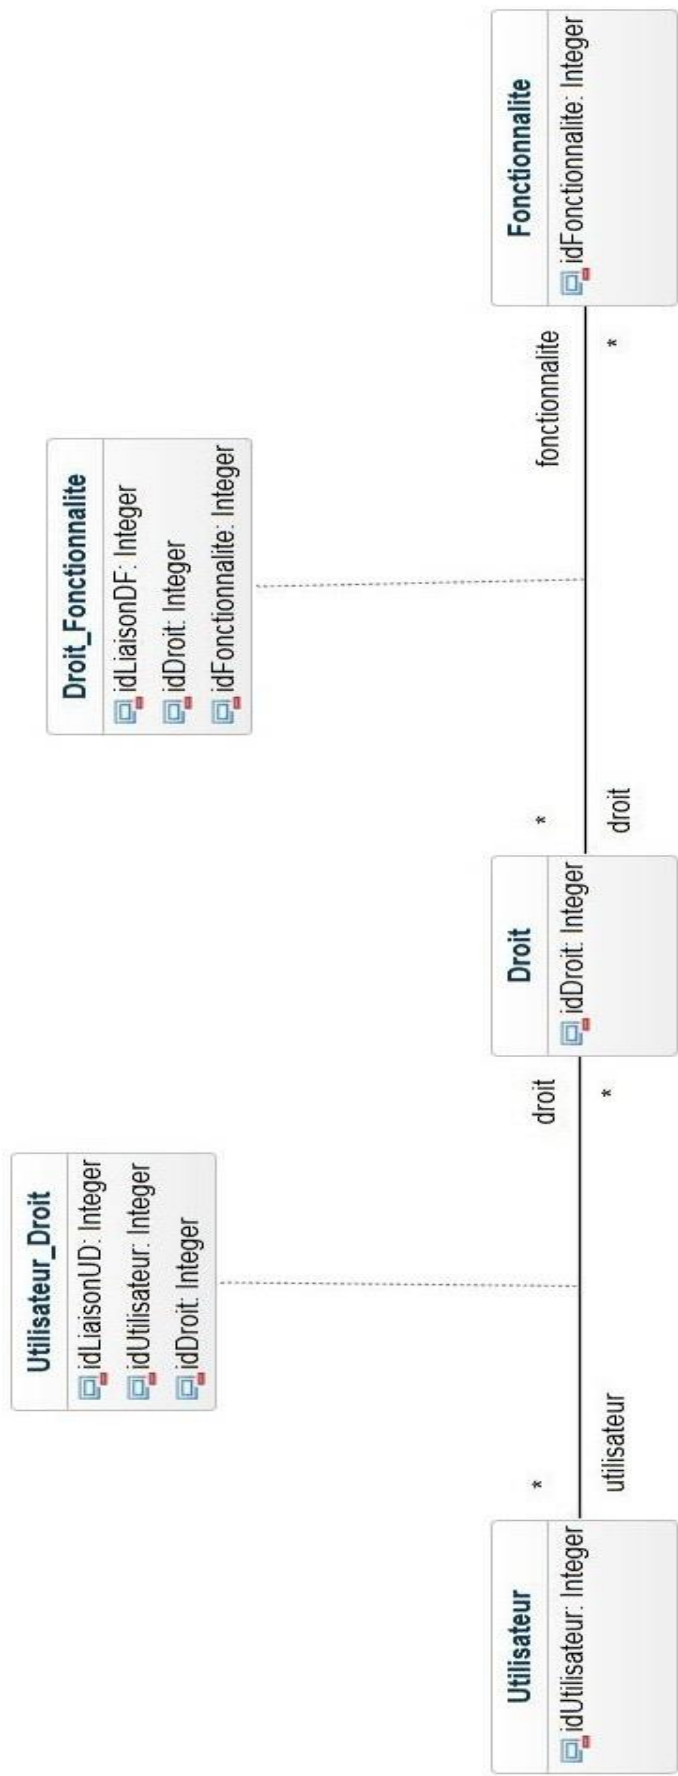 Utilisateur_Droit
idLiaisonUD: Integer
idUtilisateur: Integer
idDroit: Integer
Droit_Fonctionnalite
idLiaisonDF: Integer
idDroit: Integer
idFonctionnalite: Integer
Utilisateur
idUtilisateur: Integer
*
utilisateur
droit
*
Droit
idDroit: Integer
*
droit
fonctionnalite
*
Fonctionnalite
idFonctionnalite: Integer